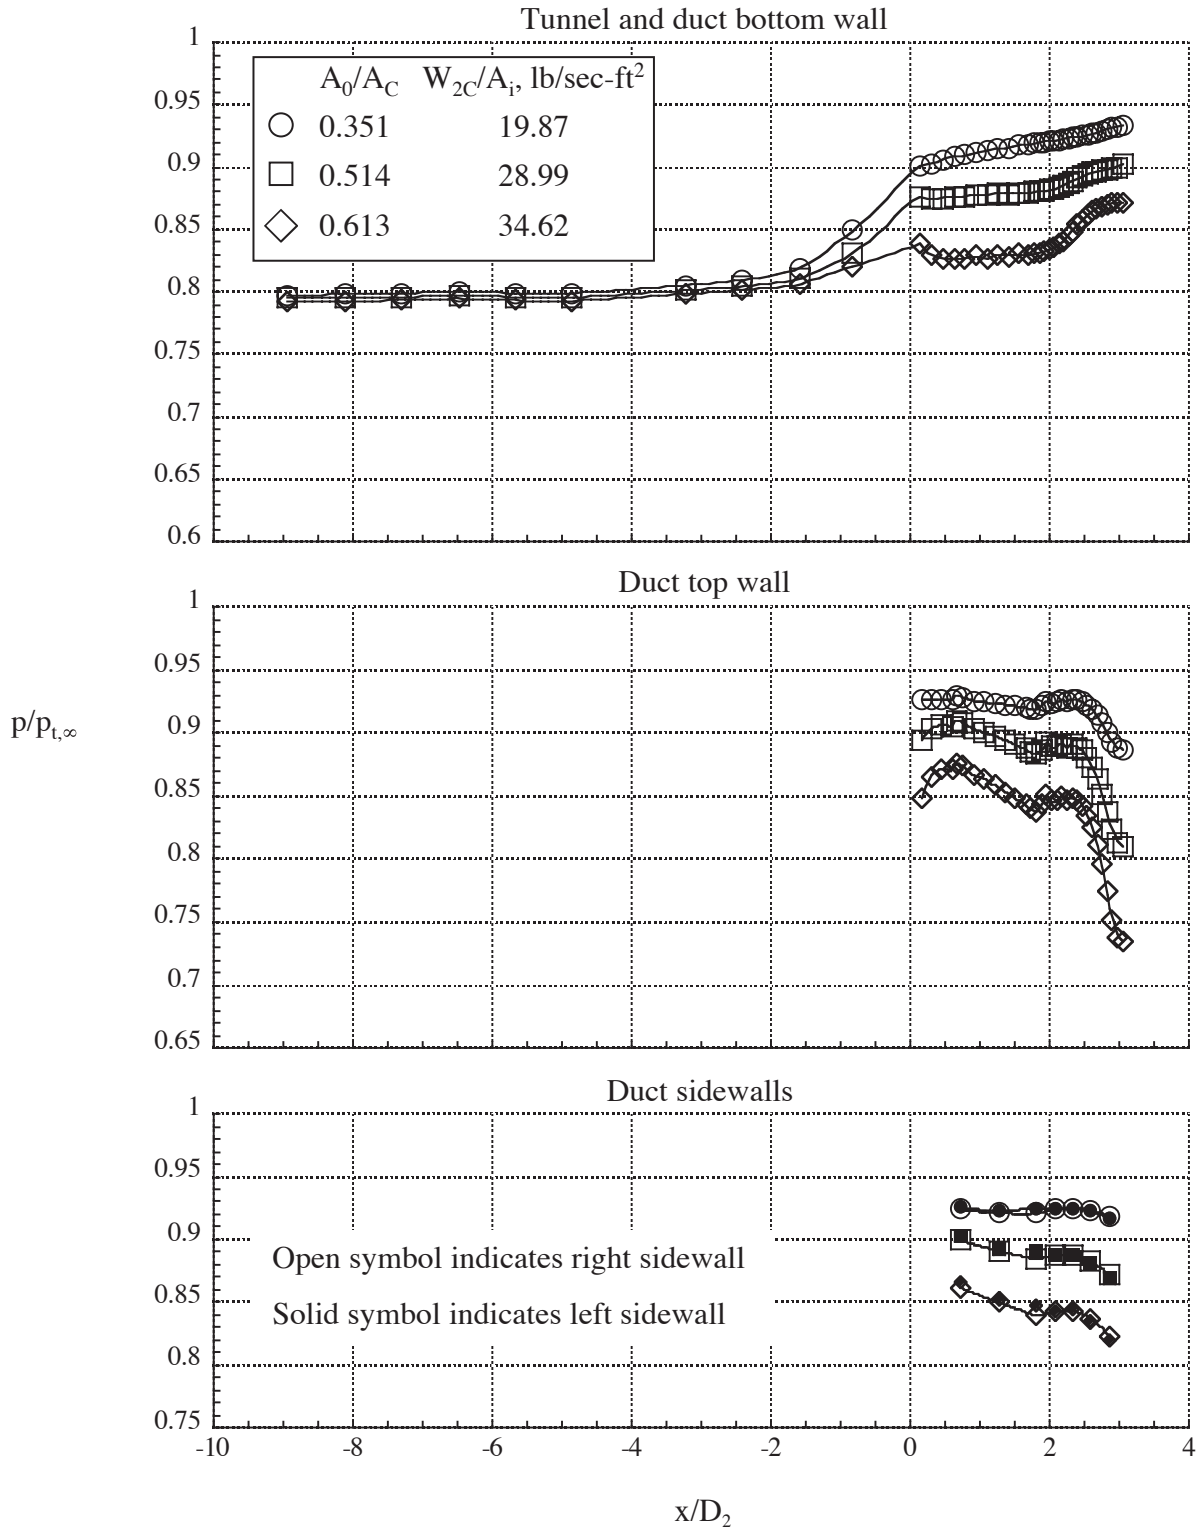 Tunnel and duct bottom wall
1
0.95
0.9
0.85
0.8
0.75
0.7
0.65
0.6
A₀/A_C W_2C/A_i, lb/sec-ft²
0.351 19.87
0.514 28.99
0.613 34.62
Duct top wall
1
0.95
0.9
0.85
0.8
0.75
0.7
0.65
p/p_t,∞
Duct sidewalls
1
0.95
0.9
0.85
0.8
0.75
Open symbol indicates right sidewall
Solid symbol indicates left sidewall
-10 -8 -6 -4 -2 0 2 4
x/D₂